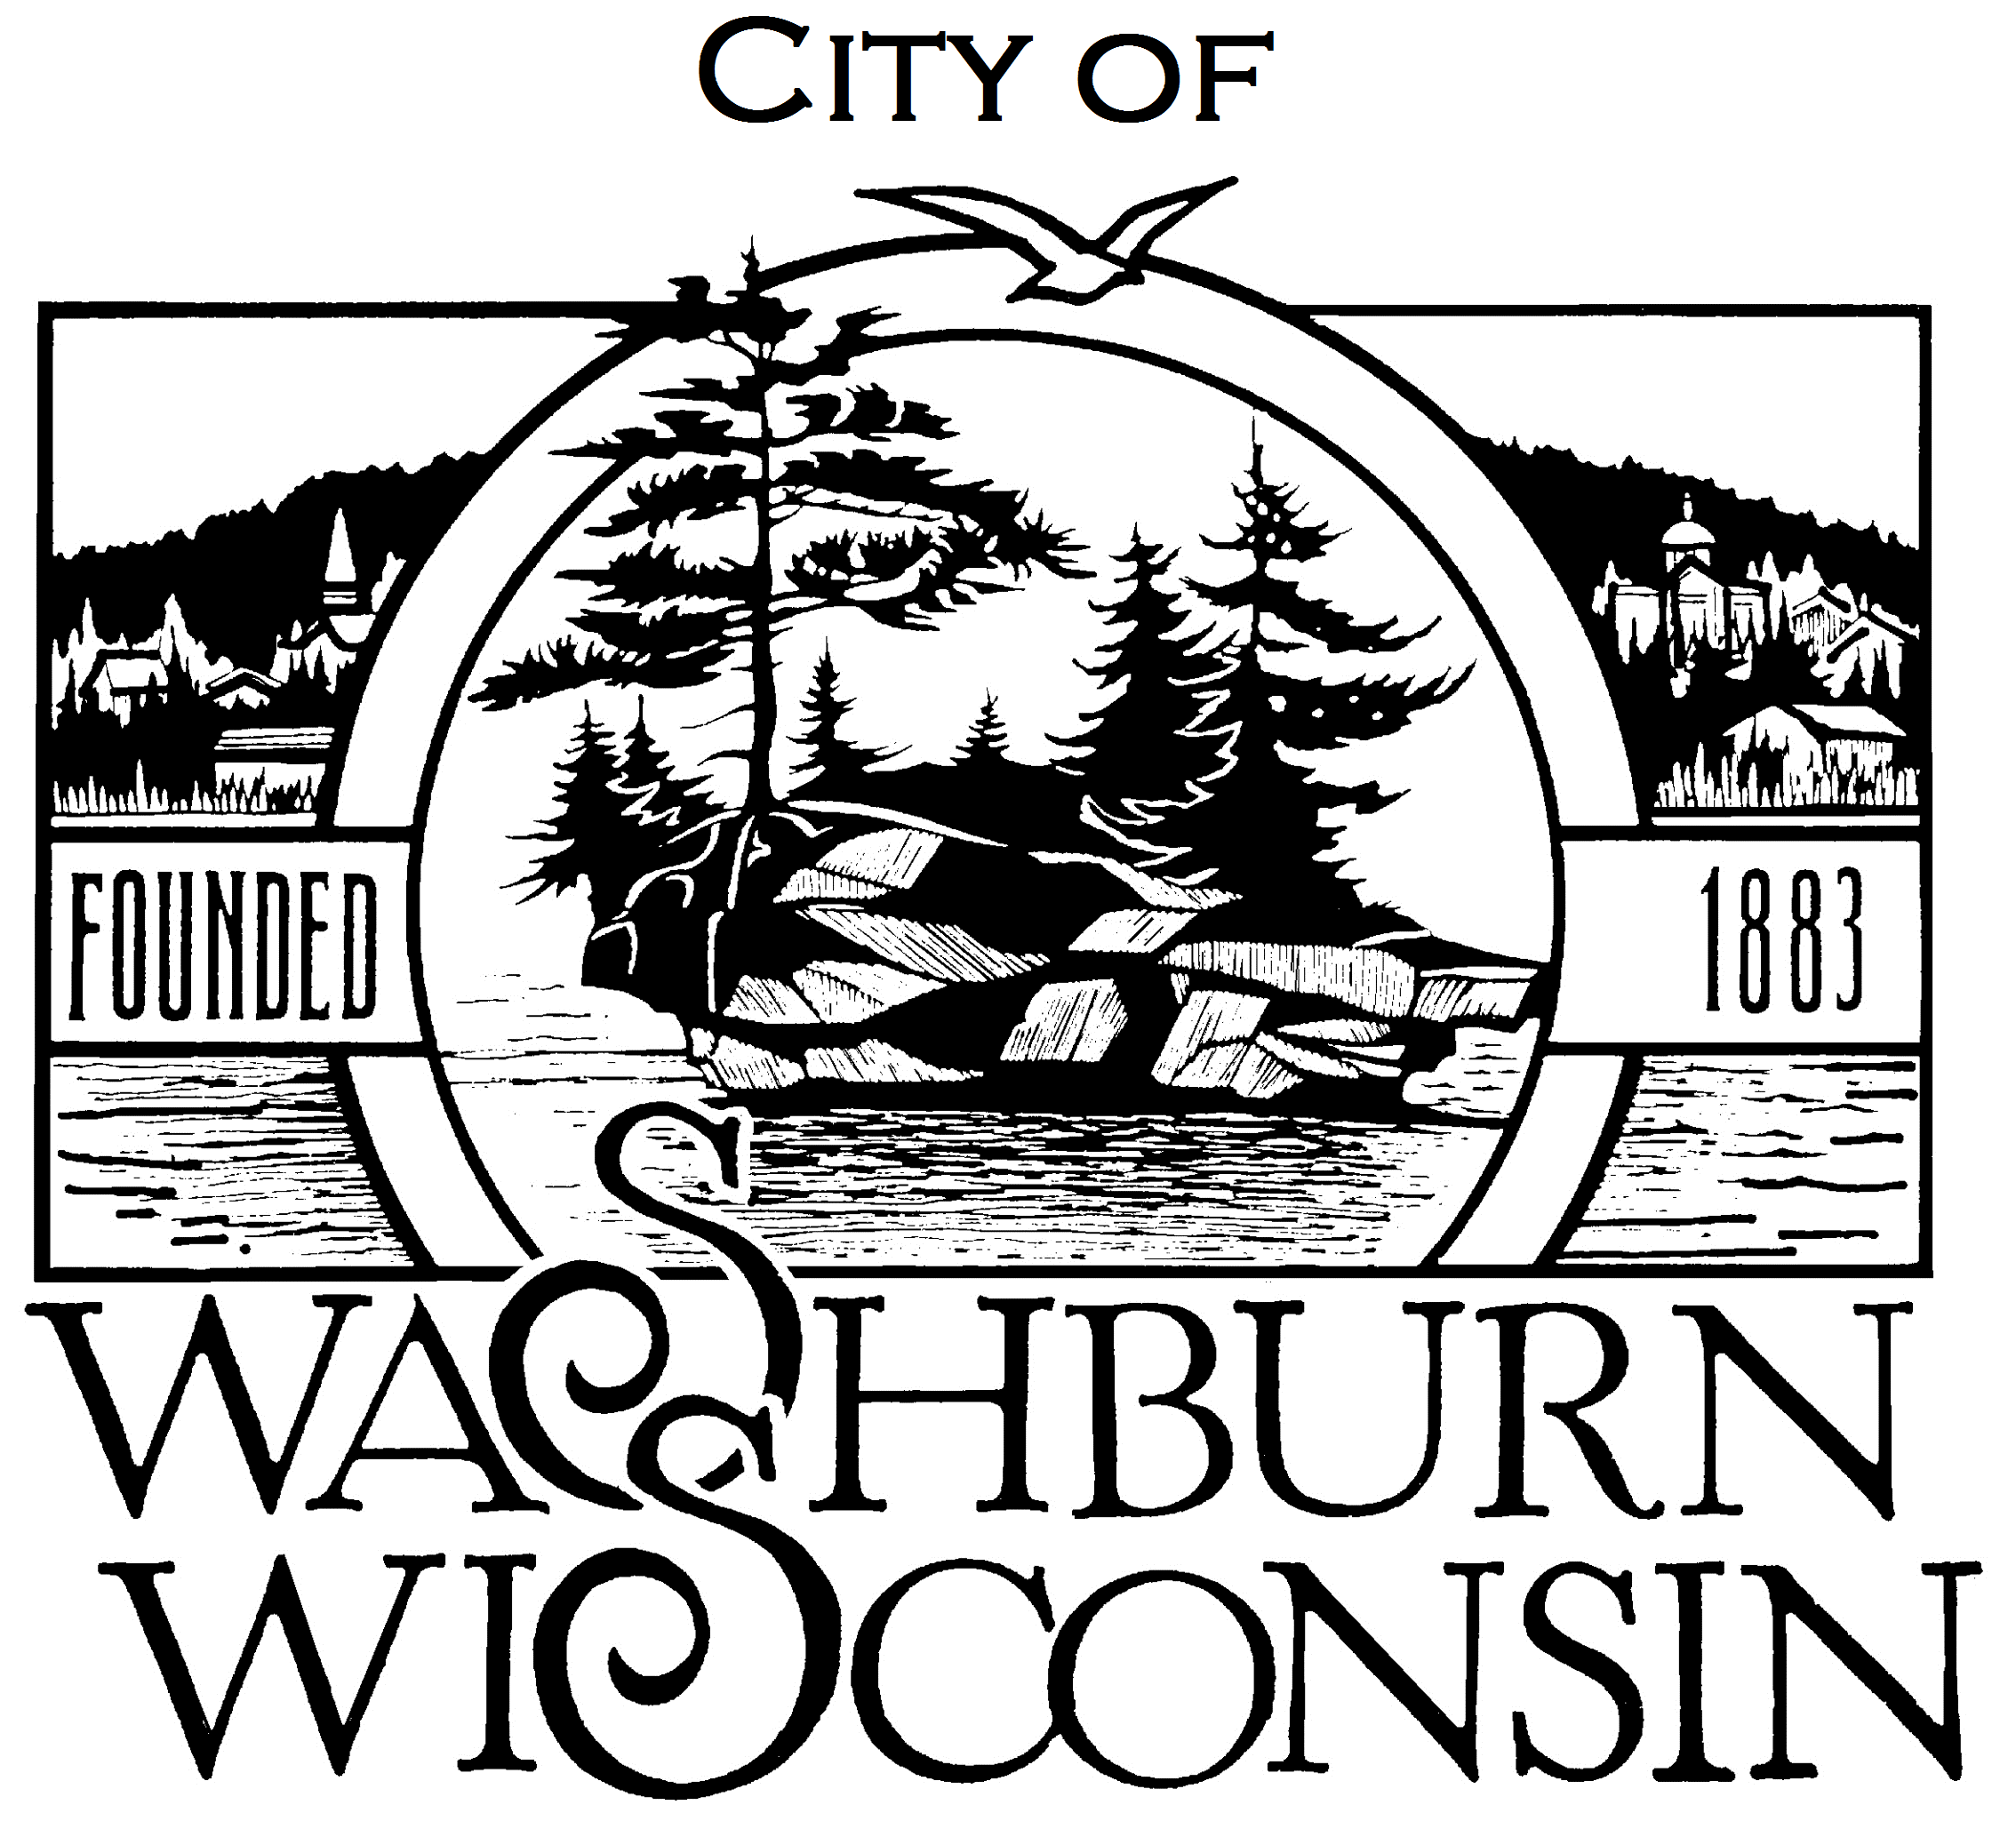 CITY OF
FOUNDED 1883
WASHBURN
WISCONSIN